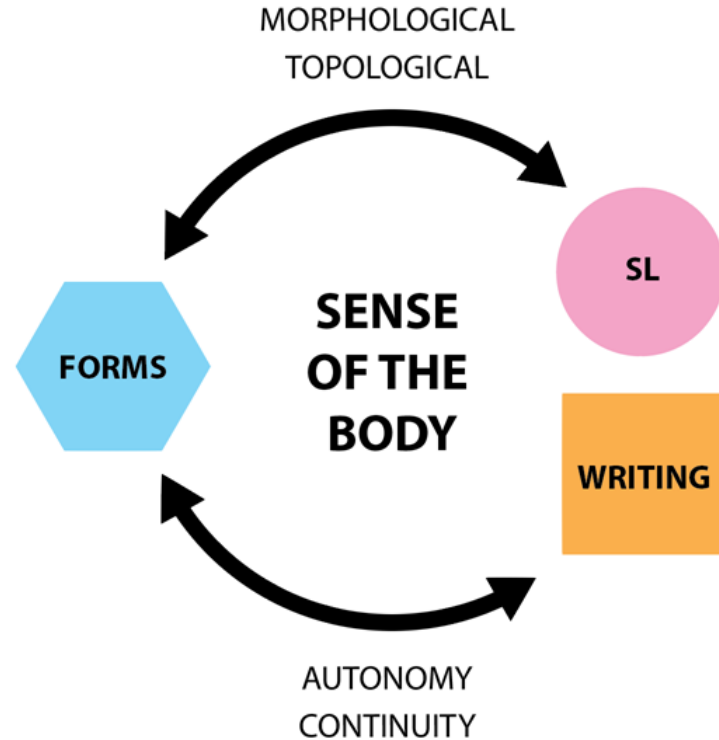 MORPHOLOGICAL
TOPOLOGICAL
SL
FORMS
SENSE
OF THE
BODY
WRITING
AUTONOMY
CONTINUITY